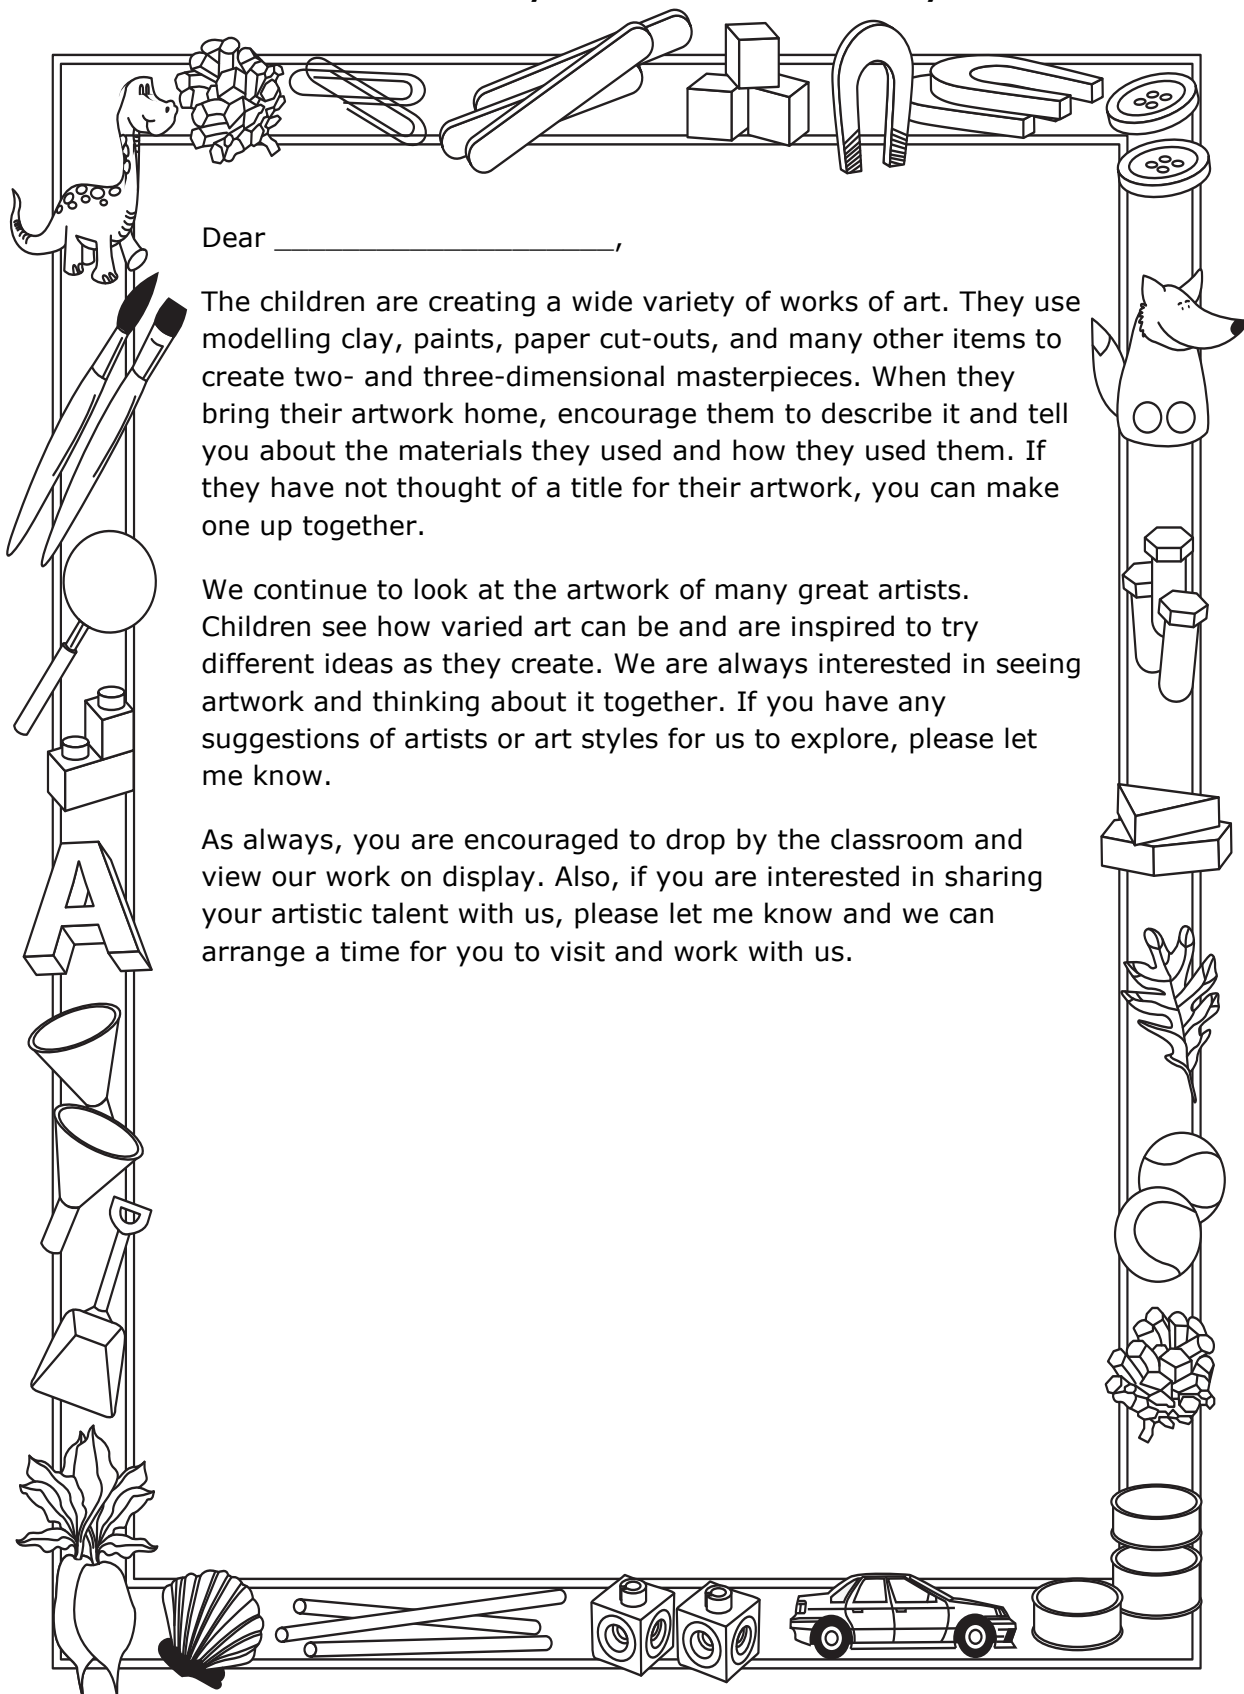 Dear ____________________,
The children are creating a wide variety of works of art. They use
modelling clay, paints, paper cut-outs, and many other items to
create two- and three-dimensional masterpieces. When they
bring their artwork home, encourage them to describe it and tell
you about the materials they used and how they used them. If
they have not thought of a title for their artwork, you can make
one up together.
We continue to look at the artwork of many great artists.
Children see how varied art can be and are inspired to try
different ideas as they create. We are always interested in seeing
artwork and thinking about it together. If you have any
suggestions of artists or art styles for us to explore, please let
me know.
As always, you are encouraged to drop by the classroom and
view our work on display. Also, if you are interested in sharing
your artistic talent with us, please let me know and we can
arrange a time for you to visit and work with us.
A